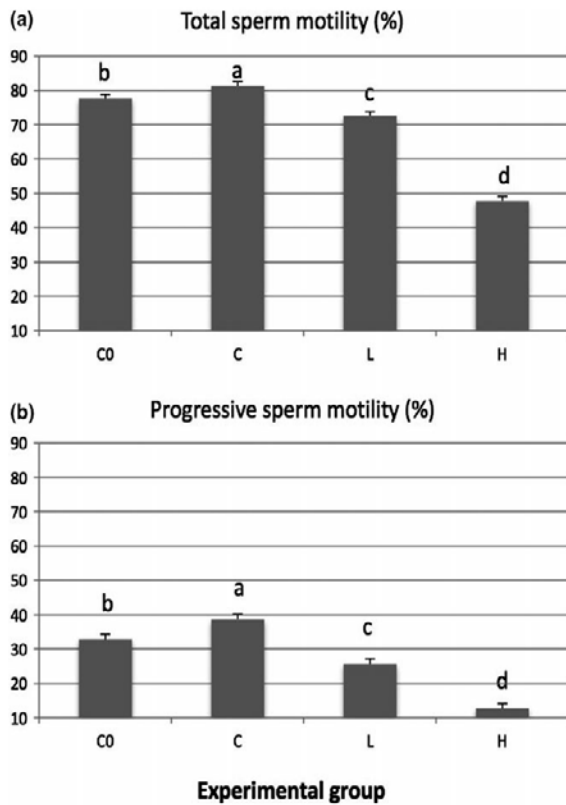 (a) Total sperm motility (%)
90
80
70
60
50
40
30
20
10
b
a
c
d
C0 C L H
(b) Progressive sperm motility (%)
90
80
70
60
50
40
30
20
10
b
a
c
d
C0 C L H
Experimental group